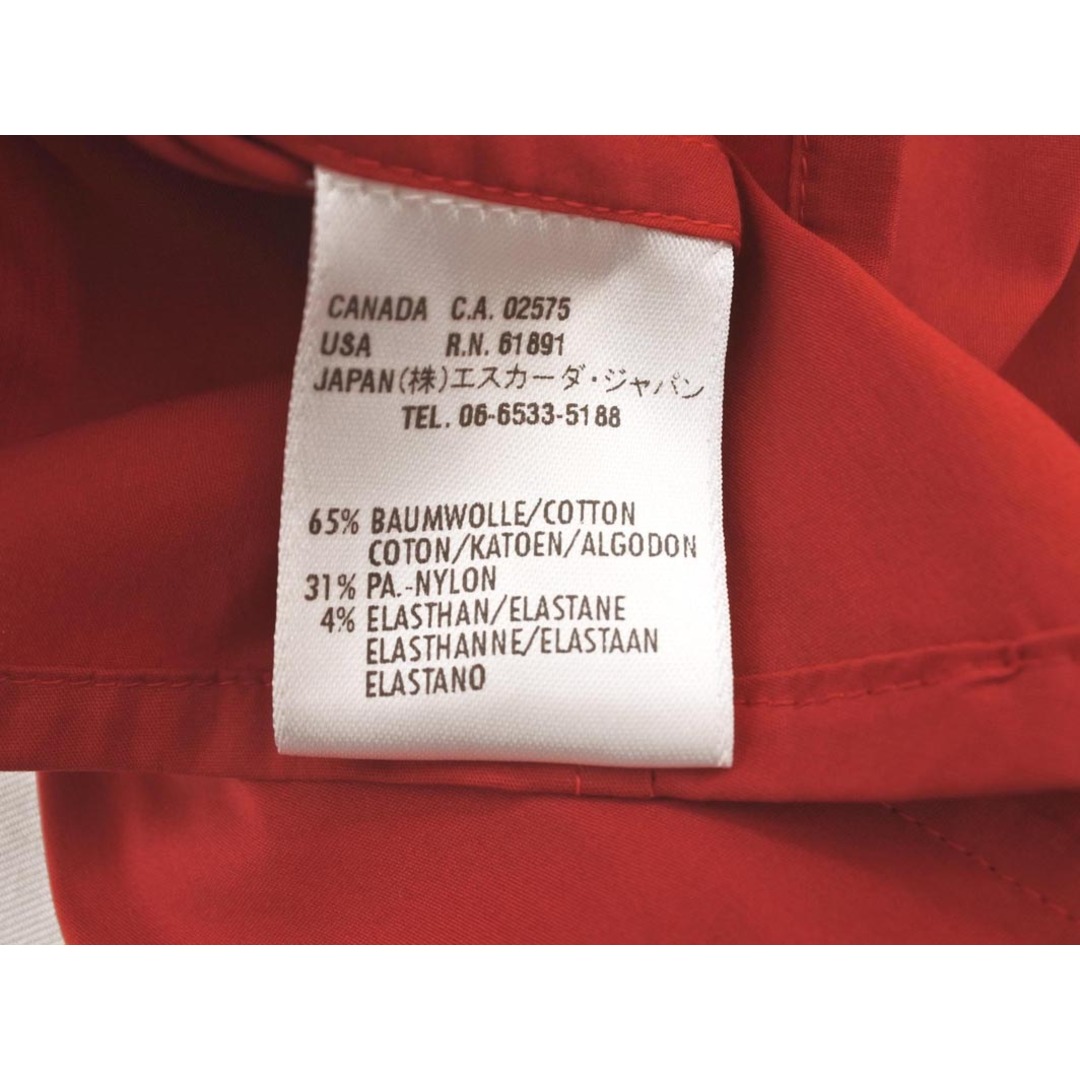 CANADA C.A. 02575
USA R.N. 61891
JAPAN(株)エスカーダ・ジャパン
TEL. 06-6533-5188
65% BAUMWOLLE/COTTON
COTON/KATOEN/ALGODON
31% PA.-NYLON
4% ELASTHAN/ELASTANE
ELASTHANNE/ELASTAAN
ELASTANO